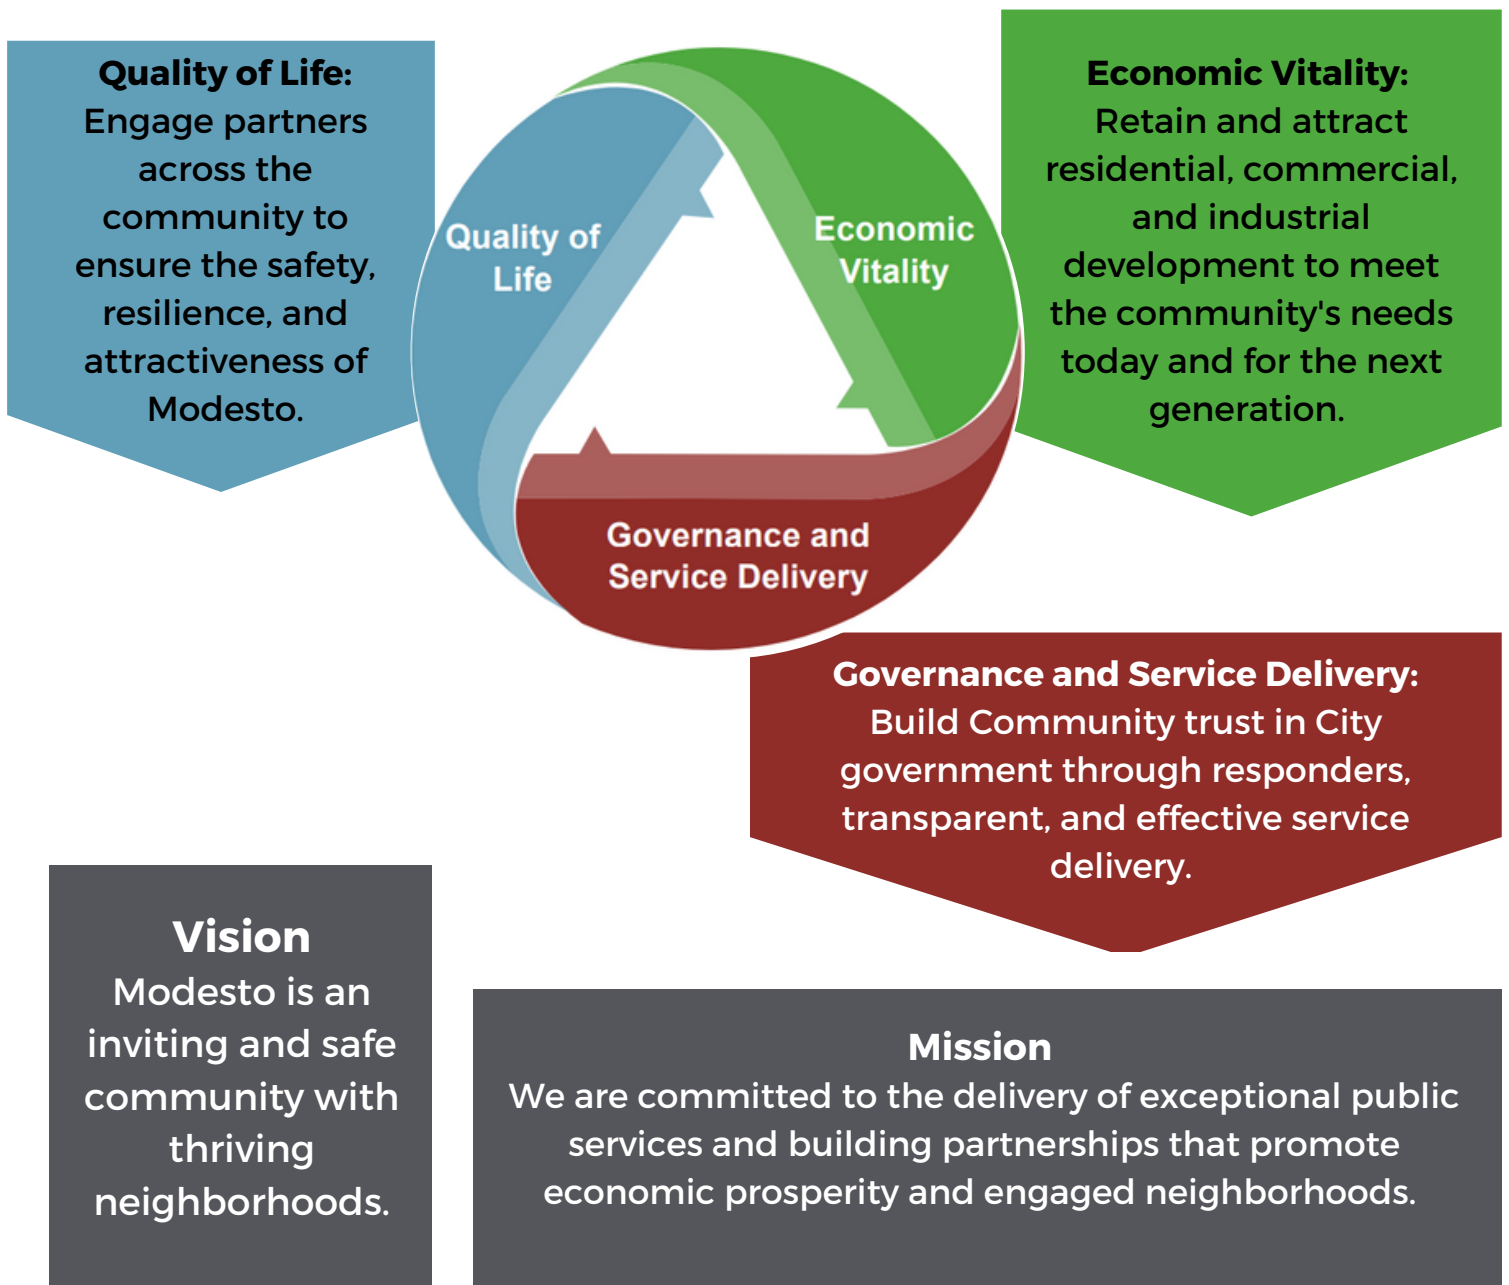 Quality of Life:
Engage partners
across the
community to
ensure the safety,
resilience, and
attractiveness of
Modesto.
Quality of
Life
Economic
Vitality
Governance and
Service Delivery
Economic Vitality:
Retain and attract
residential, commercial,
and industrial
development to meet
the community's needs
today and for the next
generation.
Governance and Service Delivery:
Build Community trust in City
government through responders,
transparent, and effective service
delivery.
Vision
Modesto is an
inviting and safe
community with
thriving
neighborhoods.
Mission
We are committed to the delivery of exceptional public
services and building partnerships that promote
economic prosperity and engaged neighborhoods.